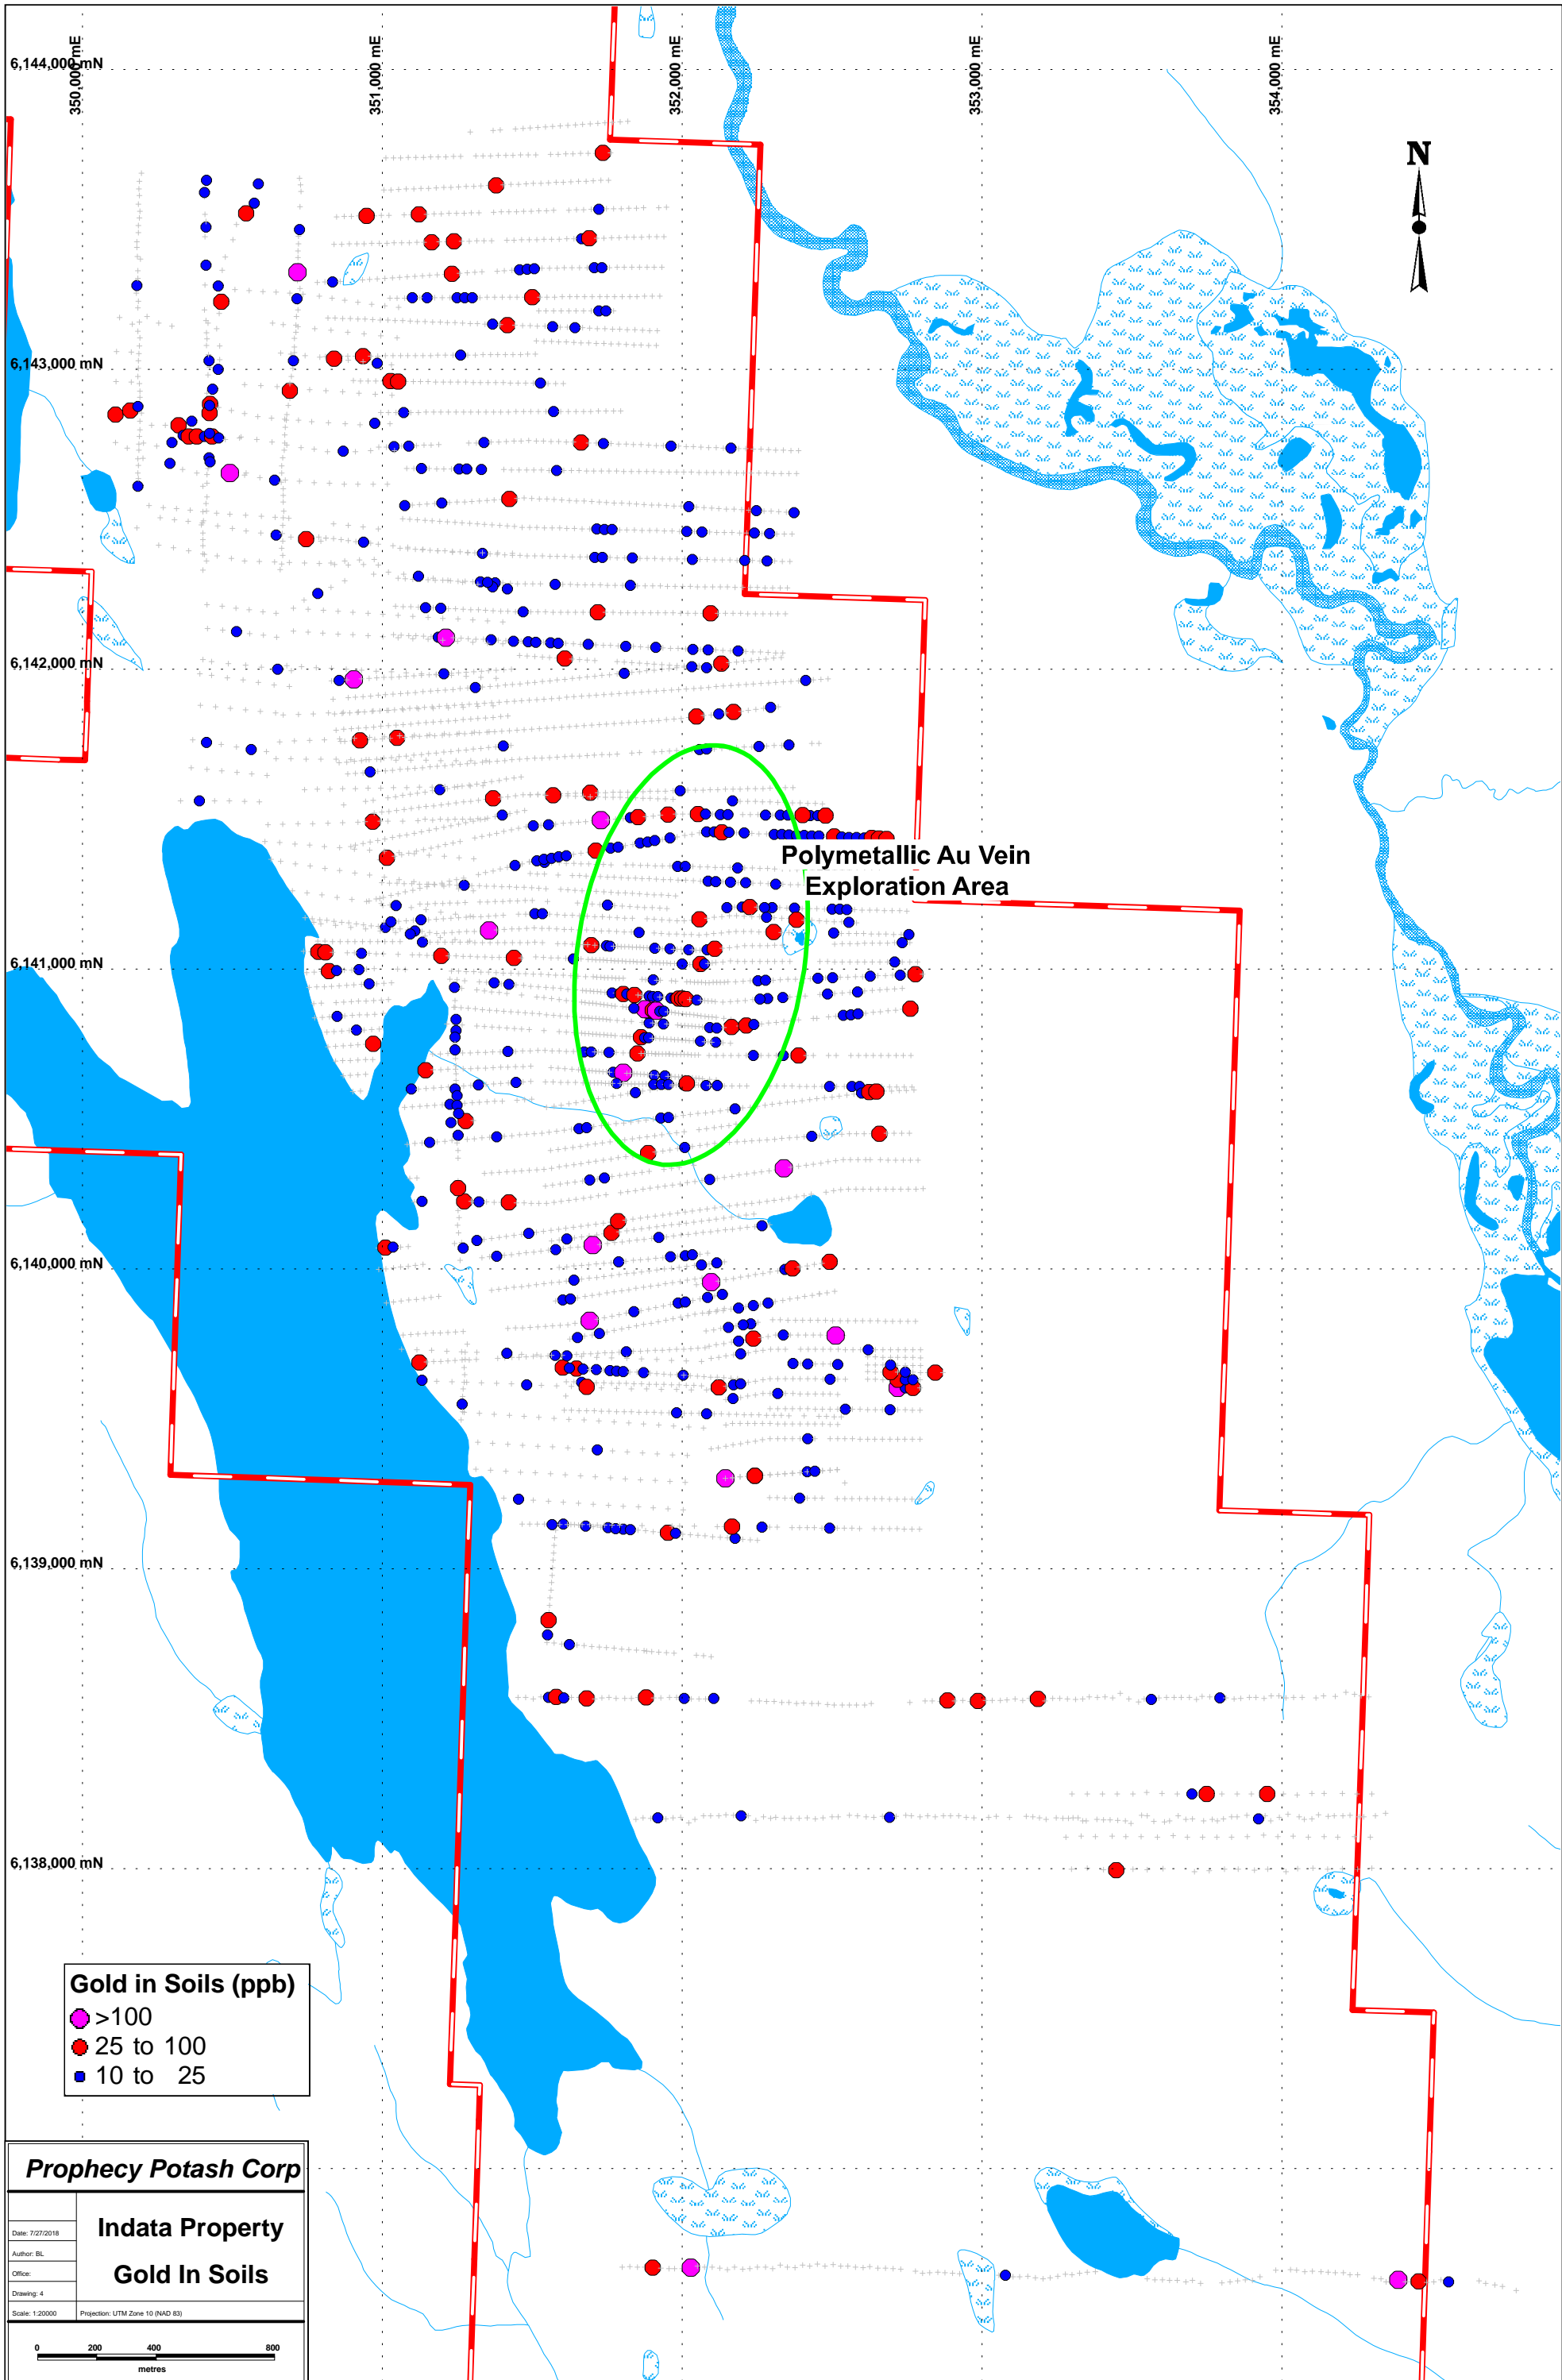 350,000 mE
351,000 mE
352,000 mE
353,000 mE
354,000 mE
6,144,000 mN
N
6,143,000 mN
6,142,000 mN
Polymetallic Au Vein
Exploration Area
6,141,000 mN
6,140,000 mN
6,139,000 mN
6,138,000 mN
Gold in Soils (ppb)
>100
25 to 100
10 to 25
Prophecy Potash Corp
Indata Property
Gold In Soils
Date: 7/27/2018
Author: BL
Office:
Drawing: 4
Scale: 1:20000
Projection: UTM Zone 10 (NAD 83)
0 200 400 800
metres